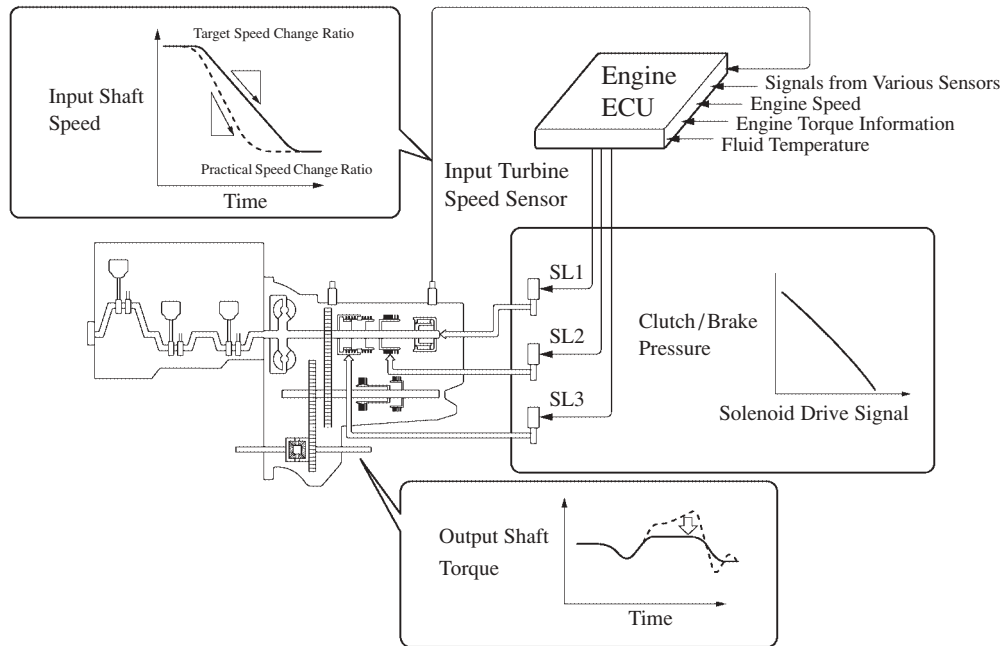 Target Speed Change Ratio
Input Shaft
Speed
Practical Speed Change Ratio
Time
Engine
ECU
Signals from Various Sensors
Engine Speed
Engine Torque Information
Fluid Temperature
Input Turbine
Speed Sensor
SL1
SL2
SL3
Clutch/Brake
Pressure
Solenoid Drive Signal
Output Shaft
Torque
Time